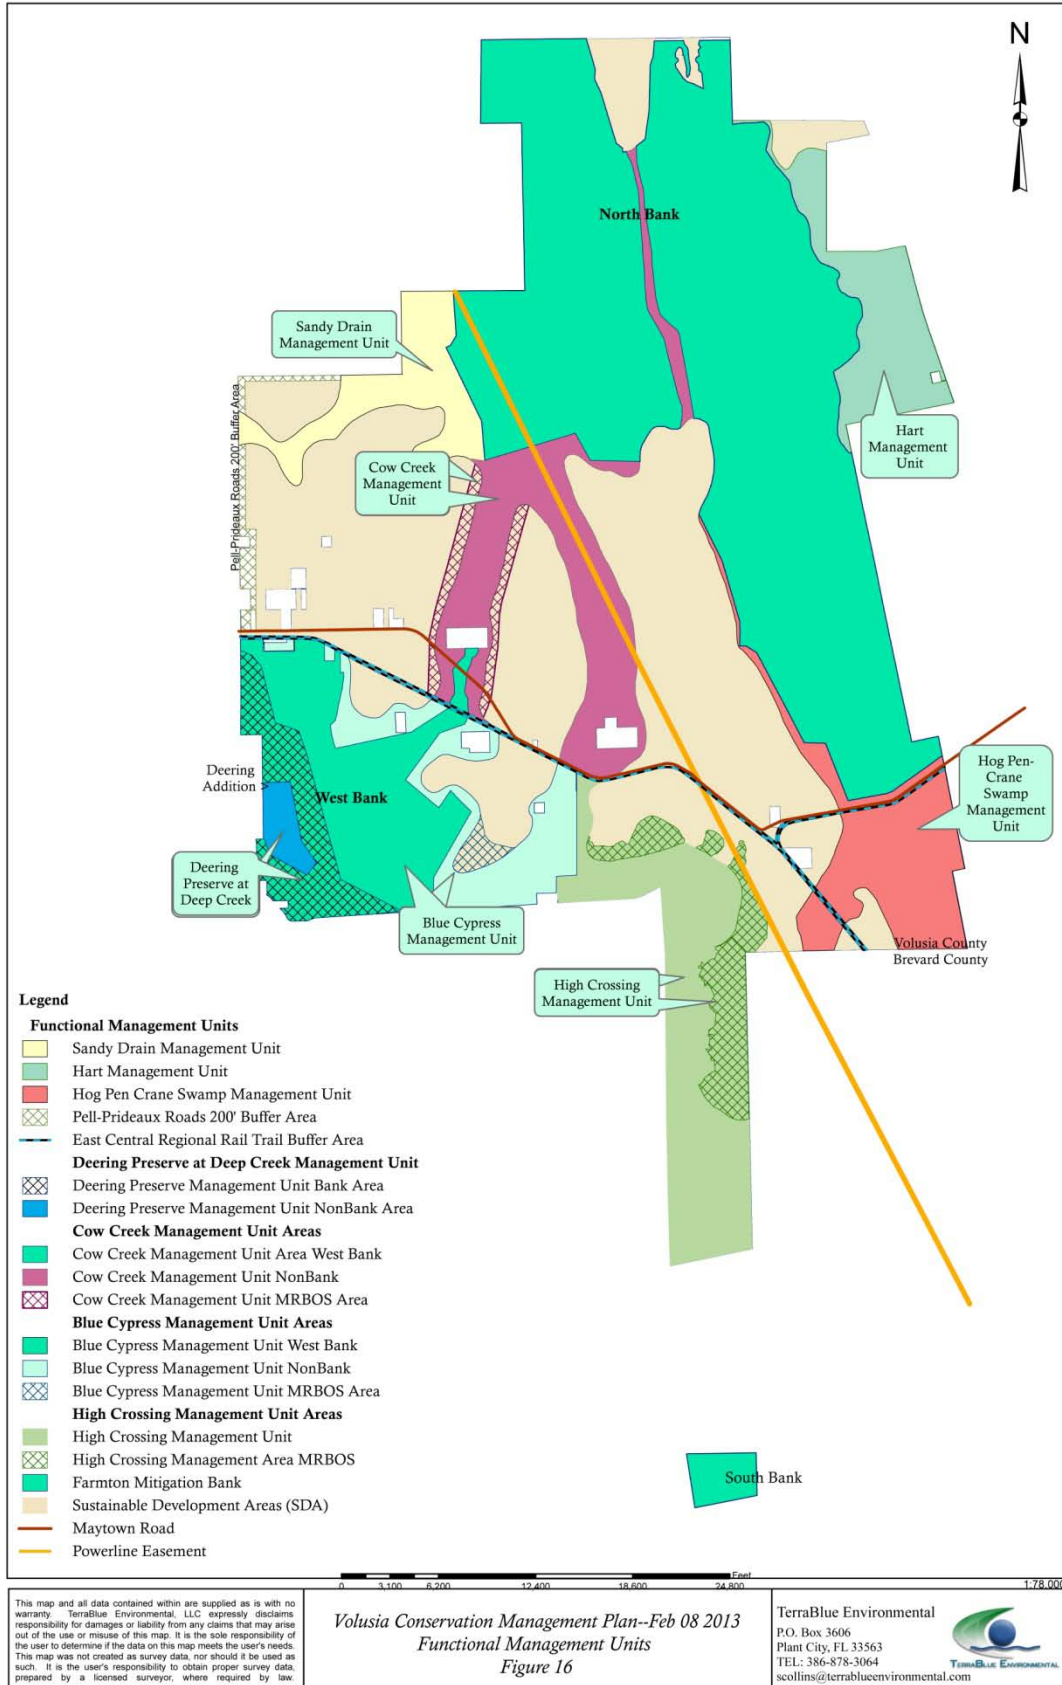 N
North Bank
Sandy Drain
Management Unit
Pell-Prideaux Roads 200' Buffer Area
Hart
Management
Unit
Cow Creek
Management
Unit
Hog Pen-
Crane
Swamp
Management
Unit
Deering
Addition >
West Bank
Deering
Preserve at
Deep Creek
Blue Cypress
Management Unit
Volusia County
Brevard County
High Crossing
Management Unit
South Bank
Legend
Functional Management Units
Sandy Drain Management Unit
Hart Management Unit
Hog Pen Crane Swamp Management Unit
Pell-Prideaux Roads 200' Buffer Area
East Central Regional Rail Trail Buffer Area
Deering Preserve at Deep Creek Management Unit
Deering Preserve Management Unit Bank Area
Deering Preserve Management Unit NonBank Area
Cow Creek Management Unit Areas
Cow Creek Management Unit Area West Bank
Cow Creek Management Unit NonBank
Cow Creek Management Unit MRBOS Area
Blue Cypress Management Unit Areas
Blue Cypress Management Unit West Bank
Blue Cypress Management Unit NonBank
Blue Cypress Management Unit MRBOS Area
High Crossing Management Unit Areas
High Crossing Management Unit
High Crossing Management Area MRBOS
Farmton Mitigation Bank
Sustainable Development Areas (SDA)
Maytown Road
Powerline Easement
Feet
0 3,100 6,200 12,400 18,600 24,800
1:78,000
This map and all data contained within are supplied as is with no
warranty. TerraBlue Environmental, LLC expressly disclaims
responsibility for damages or liability from any claims that may arise
out of the use or misuse of this map. It is the sole responsibility of
the user to determine if the data on this map meets the user's needs.
This map was not created as survey data, nor should it be used as
such. It is the user's responsibility to obtain proper survey data,
prepared by a licensed surveyor, where required by law.
Volusia Conservation Management Plan--Feb 08 2013
Functional Management Units
Figure 16
TerraBlue Environmental
P.O. Box 3606
Plant City, FL 33563
TEL: 386-878-3064
scollins@terrablueenvironmental.com
TERRABLUE ENVIRONMENTAL